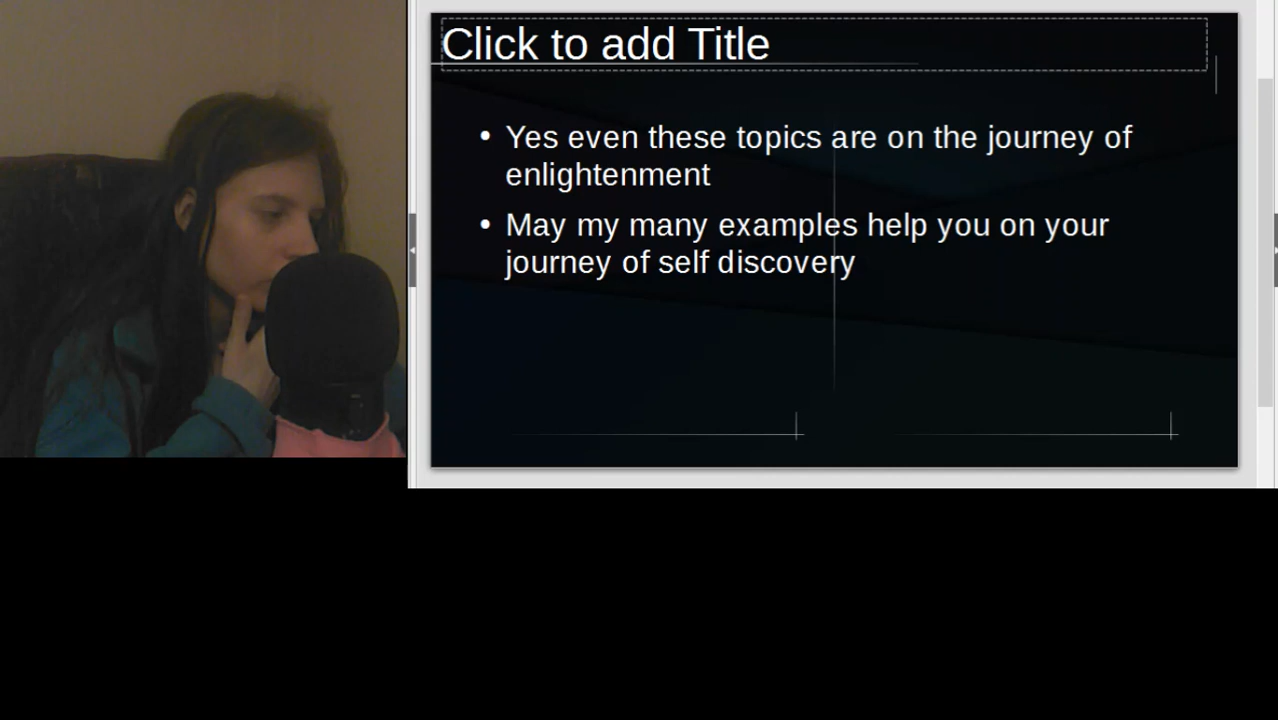 Click to add Title
• Yes even these topics are on the journey of
enlightenment
• May my many examples help you on your
journey of self discovery